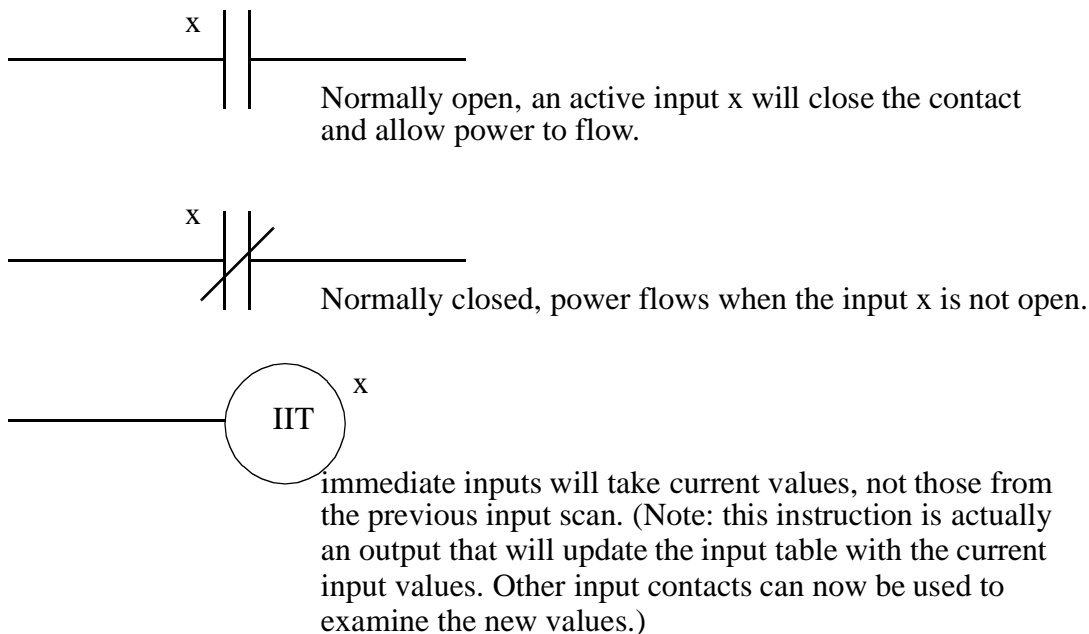 x
Normally open, an active input x will close the contact
and allow power to flow.
x
Normally closed, power flows when the input x is not open.
x
IIT
immediate inputs will take current values, not those from
the previous input scan. (Note: this instruction is actually
an output that will update the input table with the current
input values. Other input contacts can now be used to
examine the new values.)